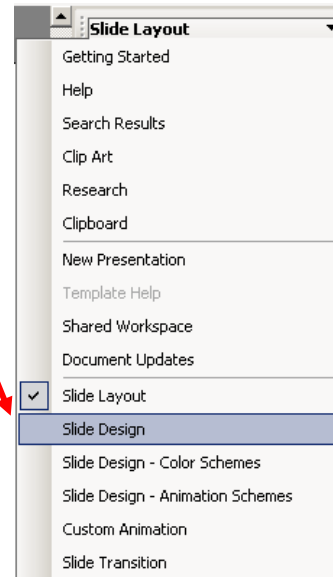 Slide Layout
Getting Started
Help
Search Results
Clip Art
Research
Clipboard
New Presentation
Template Help
Shared Workspace
Document Updates
Slide Layout
Slide Design
Slide Design - Color Schemes
Slide Design - Animation Schemes
Custom Animation
Slide Transition